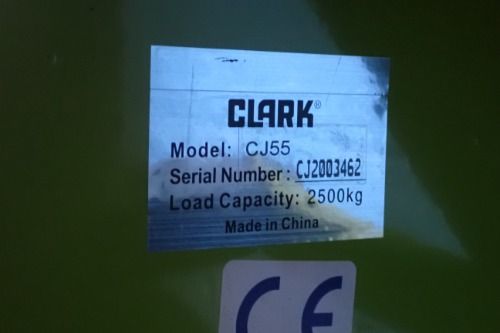 CLARK®
Model: CJ55
Serial Number: CJ2003462
Load Capacity: 2500kg
Made in China
CE